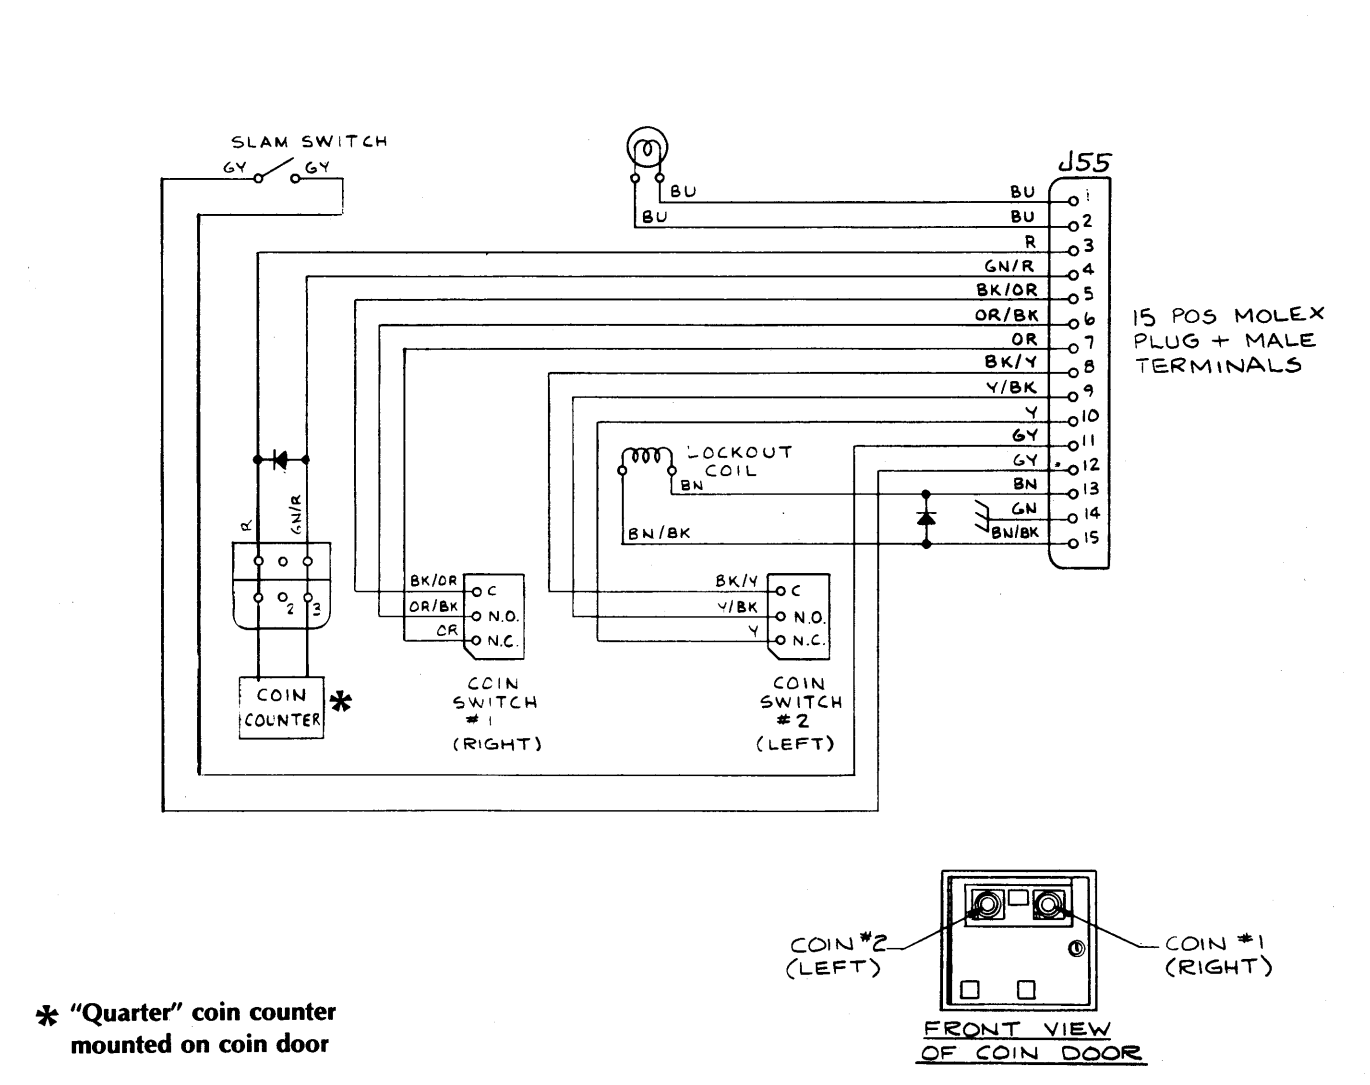 SLAM SWITCH
GY
GY
J55
BU
BU
1
BU
BU
2
R
3
GN/R
4
BK/OR
5
OR/BK
6
OR
7
BK/Y
8
Y/BK
9
Y
10
GY
11
GY
12
BN
13
GN
14
BN/BK
15
15 POS MOLEX
PLUG + MALE
TERMINALS
LOCKOUT
COIL
BN
BN/BK
R
GN/R
2
3
BK/OR
C
OR/BK
N.O.
OR
N.C.
BK/Y
C
Y/BK
N.O.
Y
N.C.
COIN
COUNTER
*
COIN
SWITCH
#1
(RIGHT)
COIN
SWITCH
#2
(LEFT)
COIN #2
(LEFT)
COIN #1
(RIGHT)
FRONT VIEW
OF COIN DOOR
* "Quarter" coin counter
mounted on coin door